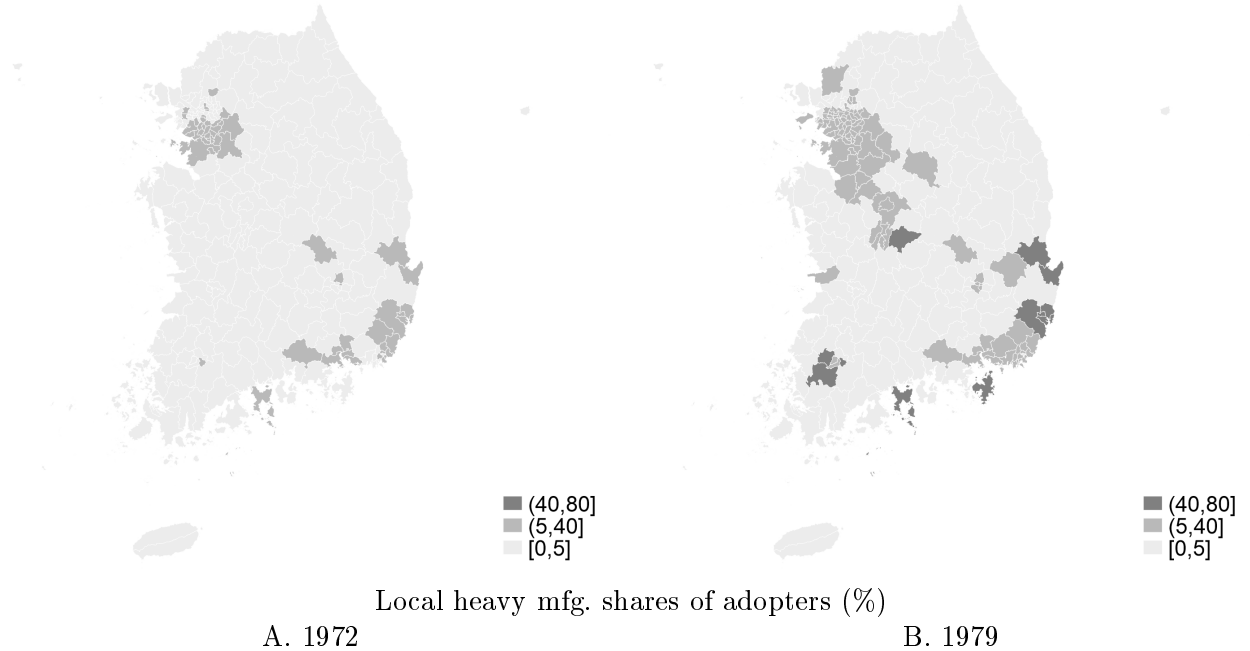 (40,80]
(5,40]
[0,5]
(40,80]
(5,40]
[0,5]
Local heavy mfg. shares of adopters (%)
A. 1972
B. 1979